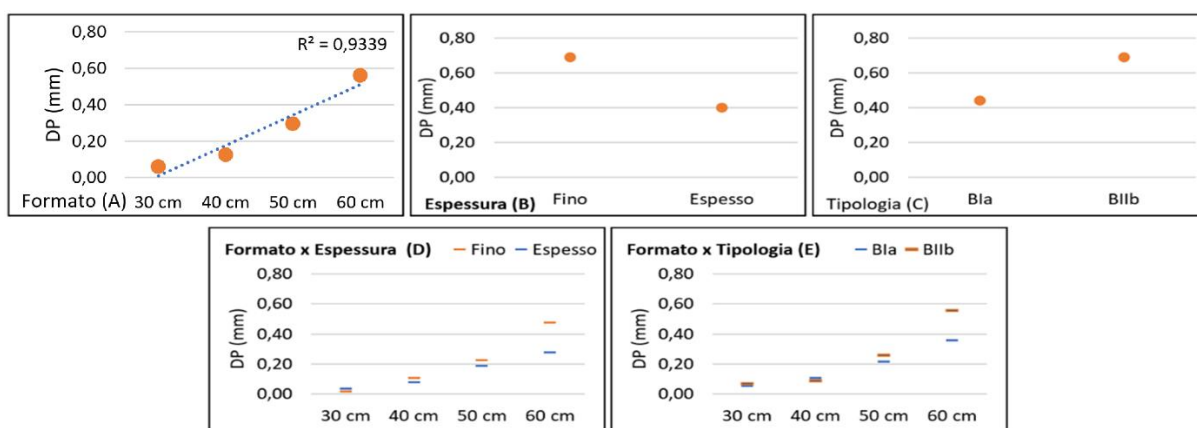 0,80
R² = 0,9339
0,60
0,40
0,20
0,00
DP (mm)
Formato (A) 30 cm 40 cm 50 cm 60 cm
0,80
0,60
0,40
0,20
0,00
DP (mm)
Espessura (B) Fino Espesso
0,80
0,60
0,40
0,20
0,00
DP (mm)
Tipologia (C) BIa BIIb
Formato x Espessura (D) Fino Espesso
0,80
0,60
0,40
0,20
0,00
DP (mm)
30 cm 40 cm 50 cm 60 cm
Formato x Tipologia (E) BIa BIIb
0,80
0,60
0,40
0,20
0,00
DP (mm)
30 cm 40 cm 50 cm 60 cm